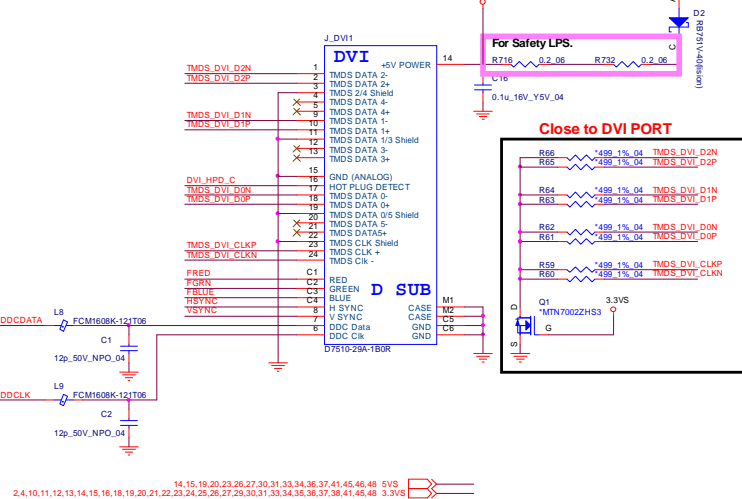 D2
RB751V-40(lision)
C
For Safety LPS.
R716 0.2_06 R732 0.2_06
C16
0.1u_16V_Y5V_04
J_DVI1
DVI
+5V POWER 14
TMDS_DVI_D2N 1 TMDS DATA 2-
TMDS_DVI_D2P 2 TMDS DATA 2+
3 TMDS 2/4 Shield
4 TMDS DATA 4-
5 TMDS DATA 4+
TMDS_DVI_D1N 9 TMDS DATA 1-
TMDS_DVI_D1P 10 TMDS DATA 1+
11 TMDS DATA 1/3 Shield
12 TMDS DATA 3-
13 TMDS DATA 3+
15 GND (ANALOG)
DVI_HPD_C 16 HOT PLUG DETECT
TMDS_DVI_D0N 17 TMDS DATA 0-
TMDS_DVI_D0P 18 TMDS DATA 0+
19 TMDS DATA 0/5 Shield
20 TMDS DATA 5-
21 TMDS DATA5+
22 TMDS CLK Shield
TMDS_DVI_CLKP 23 TMDS CLK +
TMDS_DVI_CLKN 24 TMDS Clk -
FRED C1 RED
FGRN C2 GREEN
FBLUE C3 BLUE
HSYNC C4 H SYNC
VSYNC 8 V SYNC
7 DDC Data
6 DDC Clk
D SUB
CASE M1
CASE M2
GND C5
GND C6
D7510-29A-1B0R
DDCDATA L8 FCM1608K-121T06
C1
12p_50V_NPO_04
DDCLK L9 FCM1608K-121T06
C2
12p_50V_NPO_04
Close to DVI PORT
R66 *499_1%_04 TMDS_DVI_D2N
R65 *499_1%_04 TMDS_DVI_D2P
R64 *499_1%_04 TMDS_DVI_D1N
R63 *499_1%_04 TMDS_DVI_D1P
R62 *499_1%_04 TMDS_DVI_D0N
R61 *499_1%_04 TMDS_DVI_D0P
R59 *499_1%_04 TMDS_DVI_CLKP
R60 *499_1%_04 TMDS_DVI_CLKN
D Q1 3.3VS
*MTN7002ZHS3
G
S
14,15,19,20,23,26,27,30,31,33,34,36,37,41,45,46,48 5VS
2,4,10,11,12,13,14,15,16,18,19,20,21,22,23,24,25,26,27,29,30,31,33,34,35,36,37,38,41,45,48 3.3VS